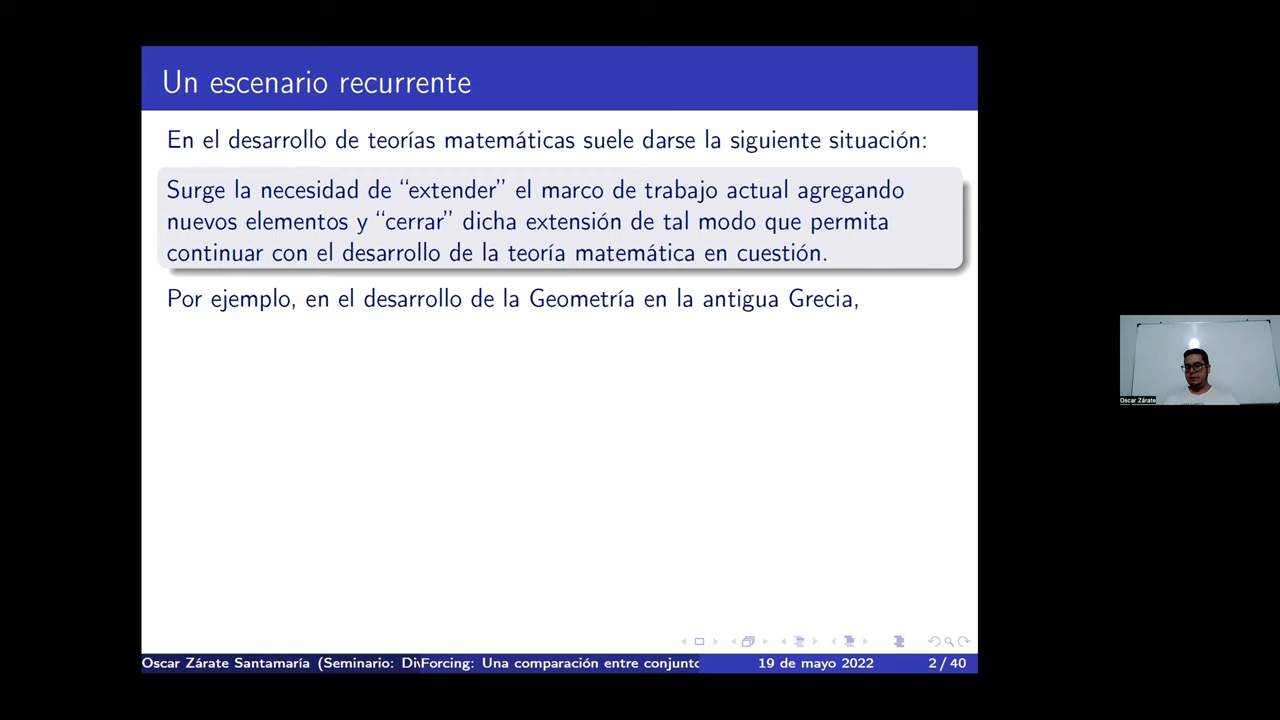 Un escenario recurrente
En el desarrollo de teorías matemáticas suele darse la siguiente situación:
Surge la necesidad de “extender” el marco de trabajo actual agregando
nuevos elementos y “cerrar” dicha extensión de tal modo que permita
continuar con el desarrollo de la teoría matemática en cuestión.
Por ejemplo, en el desarrollo de la Geometría en la antigua Grecia,
Oscar Zárate
Oscar Zárate Santamaría (Seminario: Di Forcing: Una comparación entre conjunto 19 de mayo 2022 2 / 40